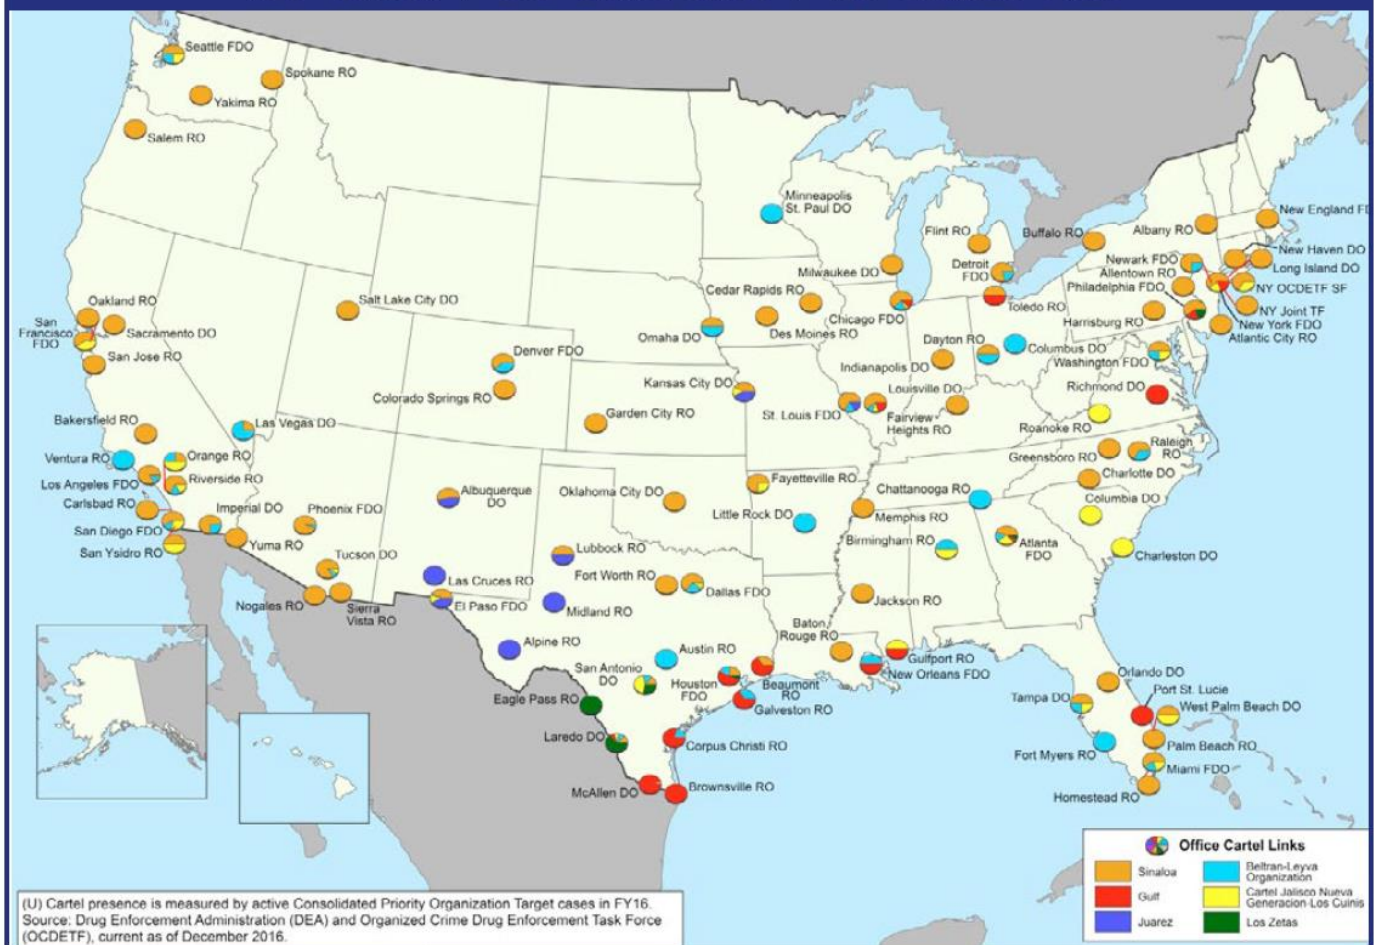 Seattle FDO
Spokane RO
Yakima RO
Salem RO
Minneapolis
St. Paul DO
New England
Flint RO
Buffalo RO
Albany RO
New Haven DO
Detroit
FDO
Newark FDO
Long Island DO
Milwaukee DO
Allentown RO
NY OCDETF SF
Philadelphia FDO
Cedar Rapids RO
Oakland RO
Salt Lake City DO
Toledo RO
NY Joint TF
San
Francisco
FDO
Sacramento DO
Chicago FDO
Harrisburg RO
New York FDO
Des Moines RO
Atlantic City RO
Omaha DO
Dayton RO
San Jose RO
Denver FDO
Columbus DO
Washington FDO
Indianapolis DO
Kansas City DO
Louisville DO
Richmond DO
Colorado Springs RO
St. Louis FDO
Fairview
Heights RO
Garden City RO
Roanoke RO
Bakersfield RO
Las Vegas DO
Ventura RO
Orange RO
Raleigh
RO
Greensboro RO
Riverside RO
Los Angeles FDO
Fayetteville RO
Charlotte DO
Albuquerque
DO
Oklahoma City DO
Chattanooga RO
Carlsbad RO
Imperial DO
Phoenix FDO
Columbia DO
Little Rock DO
Memphis RO
San Diego FDO
Birmingham RO
Atlanta
FDO
San Ysidro RO
Yuma RO
Tucson DO
Lubbock RO
Charleston DO
Las Cruces RO
Fort Worth RO
Dallas FDO
Nogales RO
Sierra
Vista RO
El Paso FDO
Midland RO
Jackson RO
Baton
Rouge RO
Alpine RO
Austin RO
San Antonio
DO
Houston
FDO
Beaumont
RO
Gulfport RO
New Orleans FDO
Orlando DO
Port St. Lucie
Eagle Pass RO
Galveston RO
Tampa DO
West Palm Beach DO
Laredo DO
Corpus Christi RO
Fort Myers RO
Palm Beach RO
Miami FDO
McAllen DO
Brownsville RO
Homestead RO
Office Cartel Links
Sinaloa
Beltran-Leyva
Organization
Gulf
Cartel Jalisco Nueva
Generacion-Los Cuinis
Juarez
Los Zetas
(U) Cartel presence is measured by active Consolidated Priority Organization Target cases in FY16.
Source: Drug Enforcement Administration (DEA) and Organized Crime Drug Enforcement Task Force
(OCDETF), current as of December 2016.